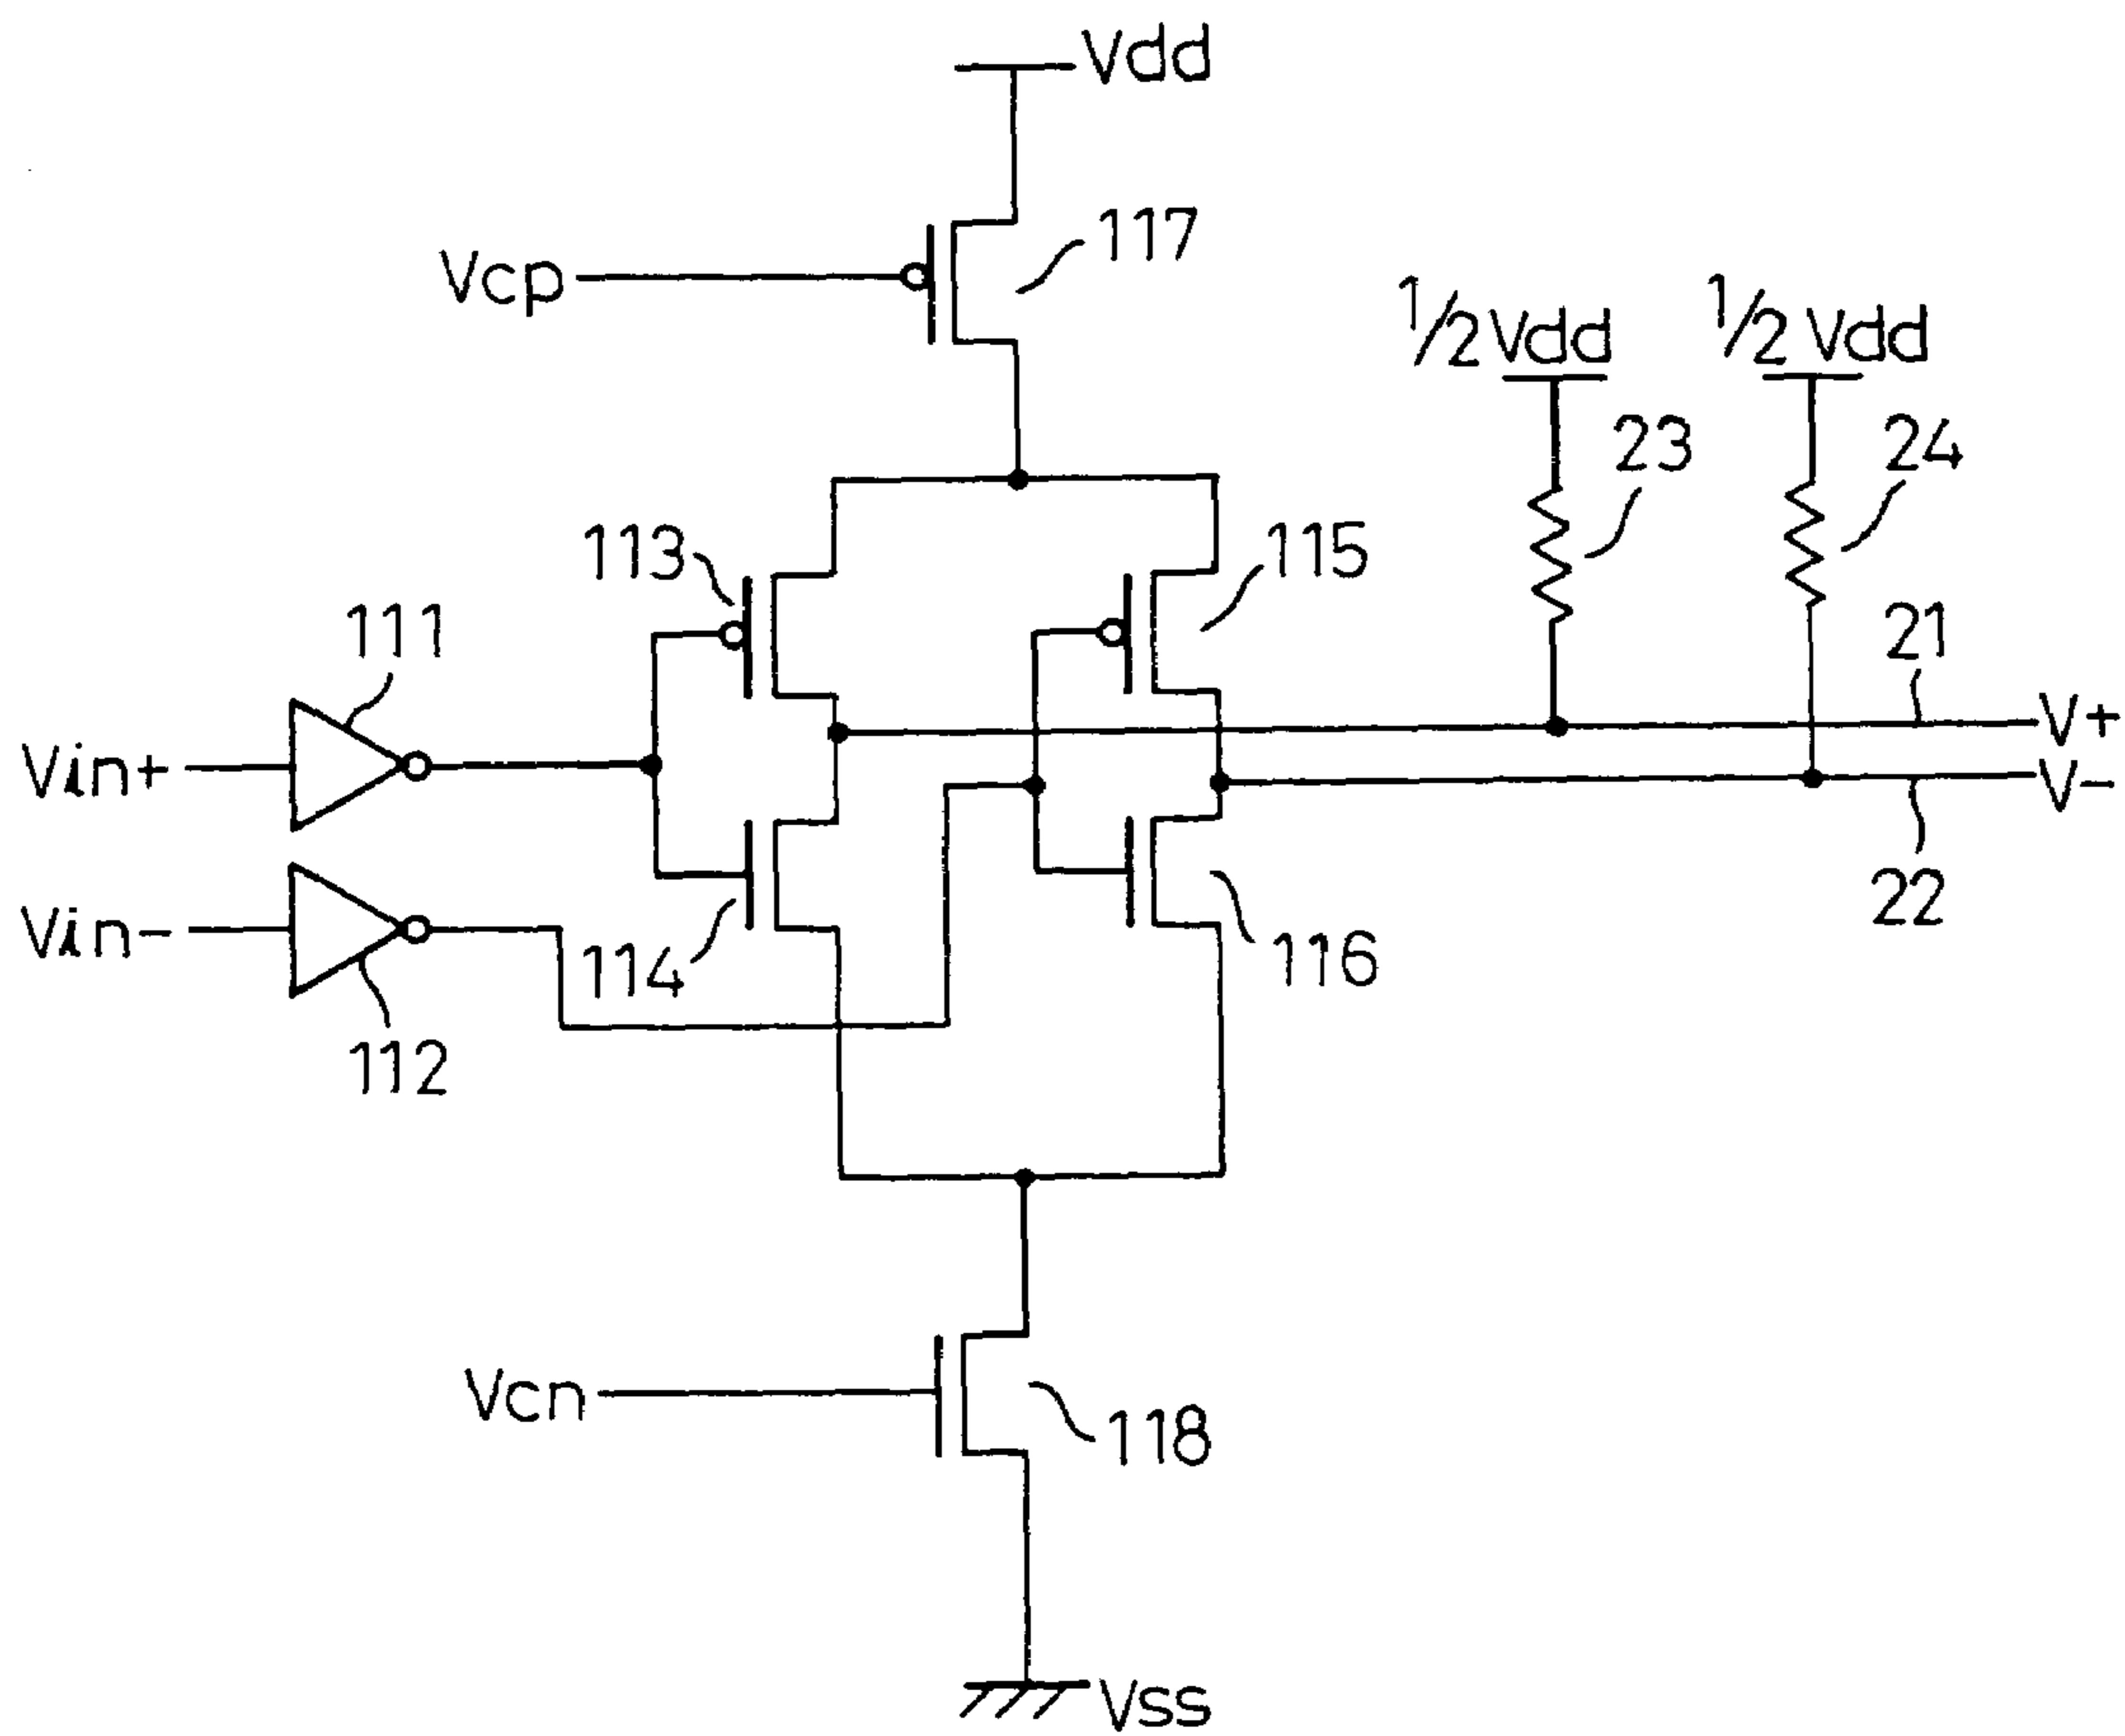 Vdd
117
Vcp
1/2 Vdd
1/2 Vdd
23
24
113
115
111
21
V+
Vin+
V-
22
Vin-
114
116
112
Vcn
118
Vss